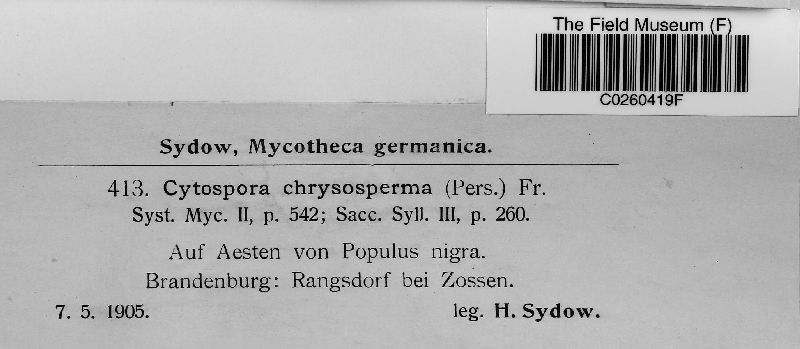 The Field Museum (F)
C0260419F
Sydow, Mycotheca germanica.
413. Cytospora chrysosperma (Pers.) Fr.
Syst. Myc. II, p. 542; Sacc. Syll. III, p. 260.
Auf Aesten von Populus nigra.
Brandenburg: Rangsdorf bei Zossen.
7. 5. 1905. leg. H. Sydow.